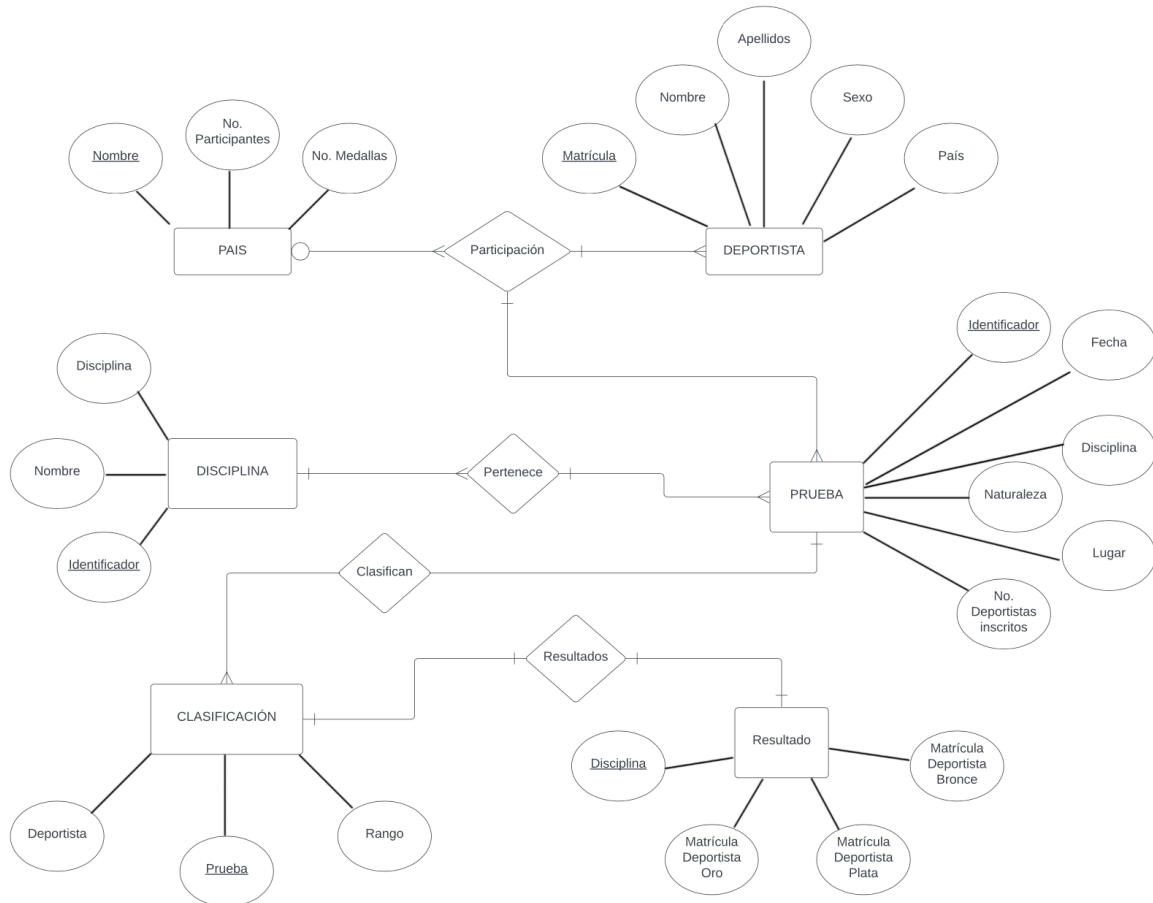 Apellidos
Nombre
Sexo
No.
Participantes
Nombre
No. Medallas
Matrícula
País
PAIS
Participación
DEPORTISTA
Identificador
Fecha
Disciplina
Nombre
DISCIPLINA
Pertenece
Disciplina
PRUEBA
Naturaleza
Identificador
Clasifican
Lugar
No.
Deportistas
inscritos
Resultados
CLASIFICACIÓN
Resultado
Disciplina
Matrícula
Deportista
Bronce
Deportista
Prueba
Rango
Matrícula
Deportista
Oro
Matrícula
Deportista
Plata